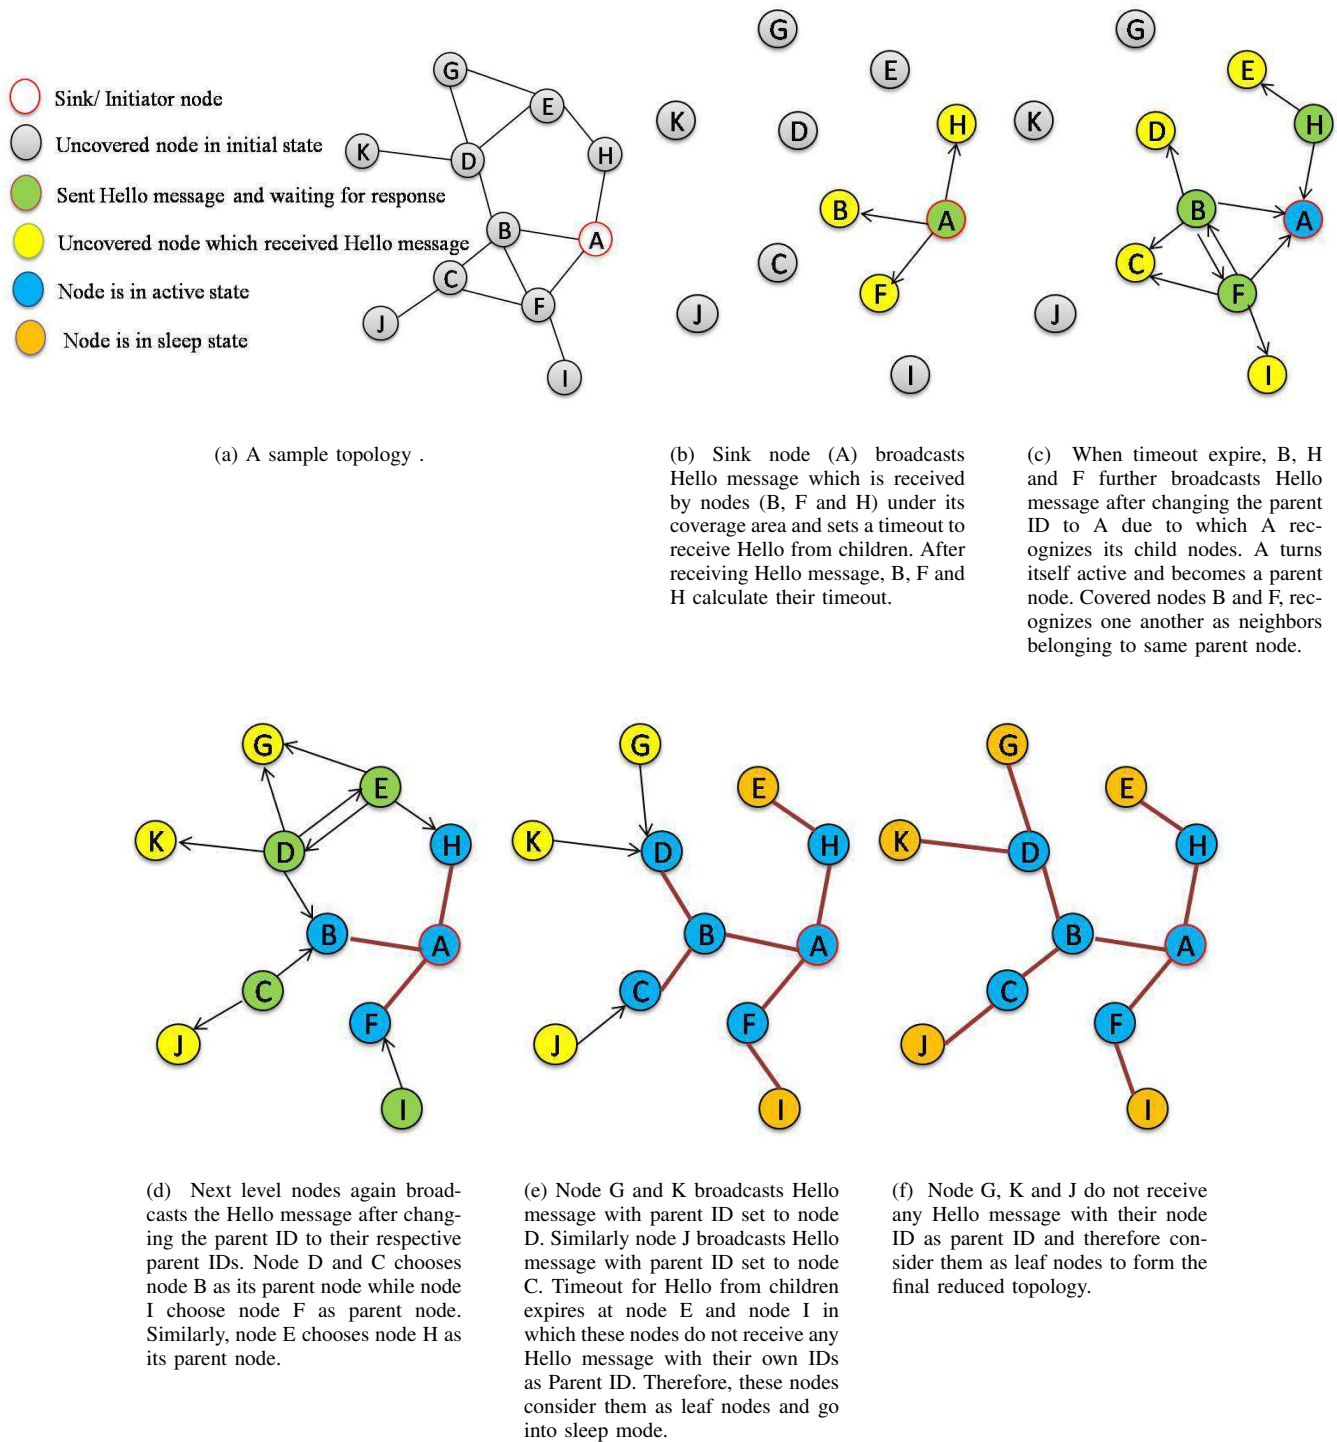 Sink/ Initiator node
Uncovered node in initial state
Sent Hello message and waiting for response
Uncovered node which received Hello message
Node is in active state
Node is in sleep state
G
E
K
D
H
B
A
C
F
J
I
(a) A sample topology .
G
E
K
D
H
B
A
C
F
J
I
(b) Sink node (A) broadcasts
Hello message which is received
by nodes (B, F and H) under its
coverage area and sets a timeout to
receive Hello from children. After
receiving Hello message, B, F and
H calculate their timeout.
G
E
K
D
H
B
A
C
F
J
I
(c) When timeout expire, B, H
and F further broadcasts Hello
message after changing the parent
ID to A due to which A rec-
ognizes its child nodes. A turns
itself active and becomes a parent
node. Covered nodes B and F, rec-
ognizes one another as neighbors
belonging to same parent node.
G
E
K
D
H
B
A
C
F
J
I
(d) Next level nodes again broad-
casts the Hello message after chang-
ing the parent ID to their respective
parent IDs. Node D and C chooses
node B as its parent node while node
I choose node F as parent node.
Similarly, node E chooses node H as
its parent node.
G
E
K
D
H
B
A
C
F
J
I
(e) Node G and K broadcasts Hello
message with parent ID set to node
D. Similarly node J broadcasts Hello
message with parent ID set to node
C. Timeout for Hello from children
expires at node E and node I in
which these nodes do not receive any
Hello message with their own IDs
as Parent ID. Therefore, these nodes
consider them as leaf nodes and go
into sleep mode.
G
E
K
D
H
B
A
C
F
J
I
(f) Node G, K and J do not receive
any Hello message with their node
ID as parent ID and therefore con-
sider them as leaf nodes to form the
final reduced topology.